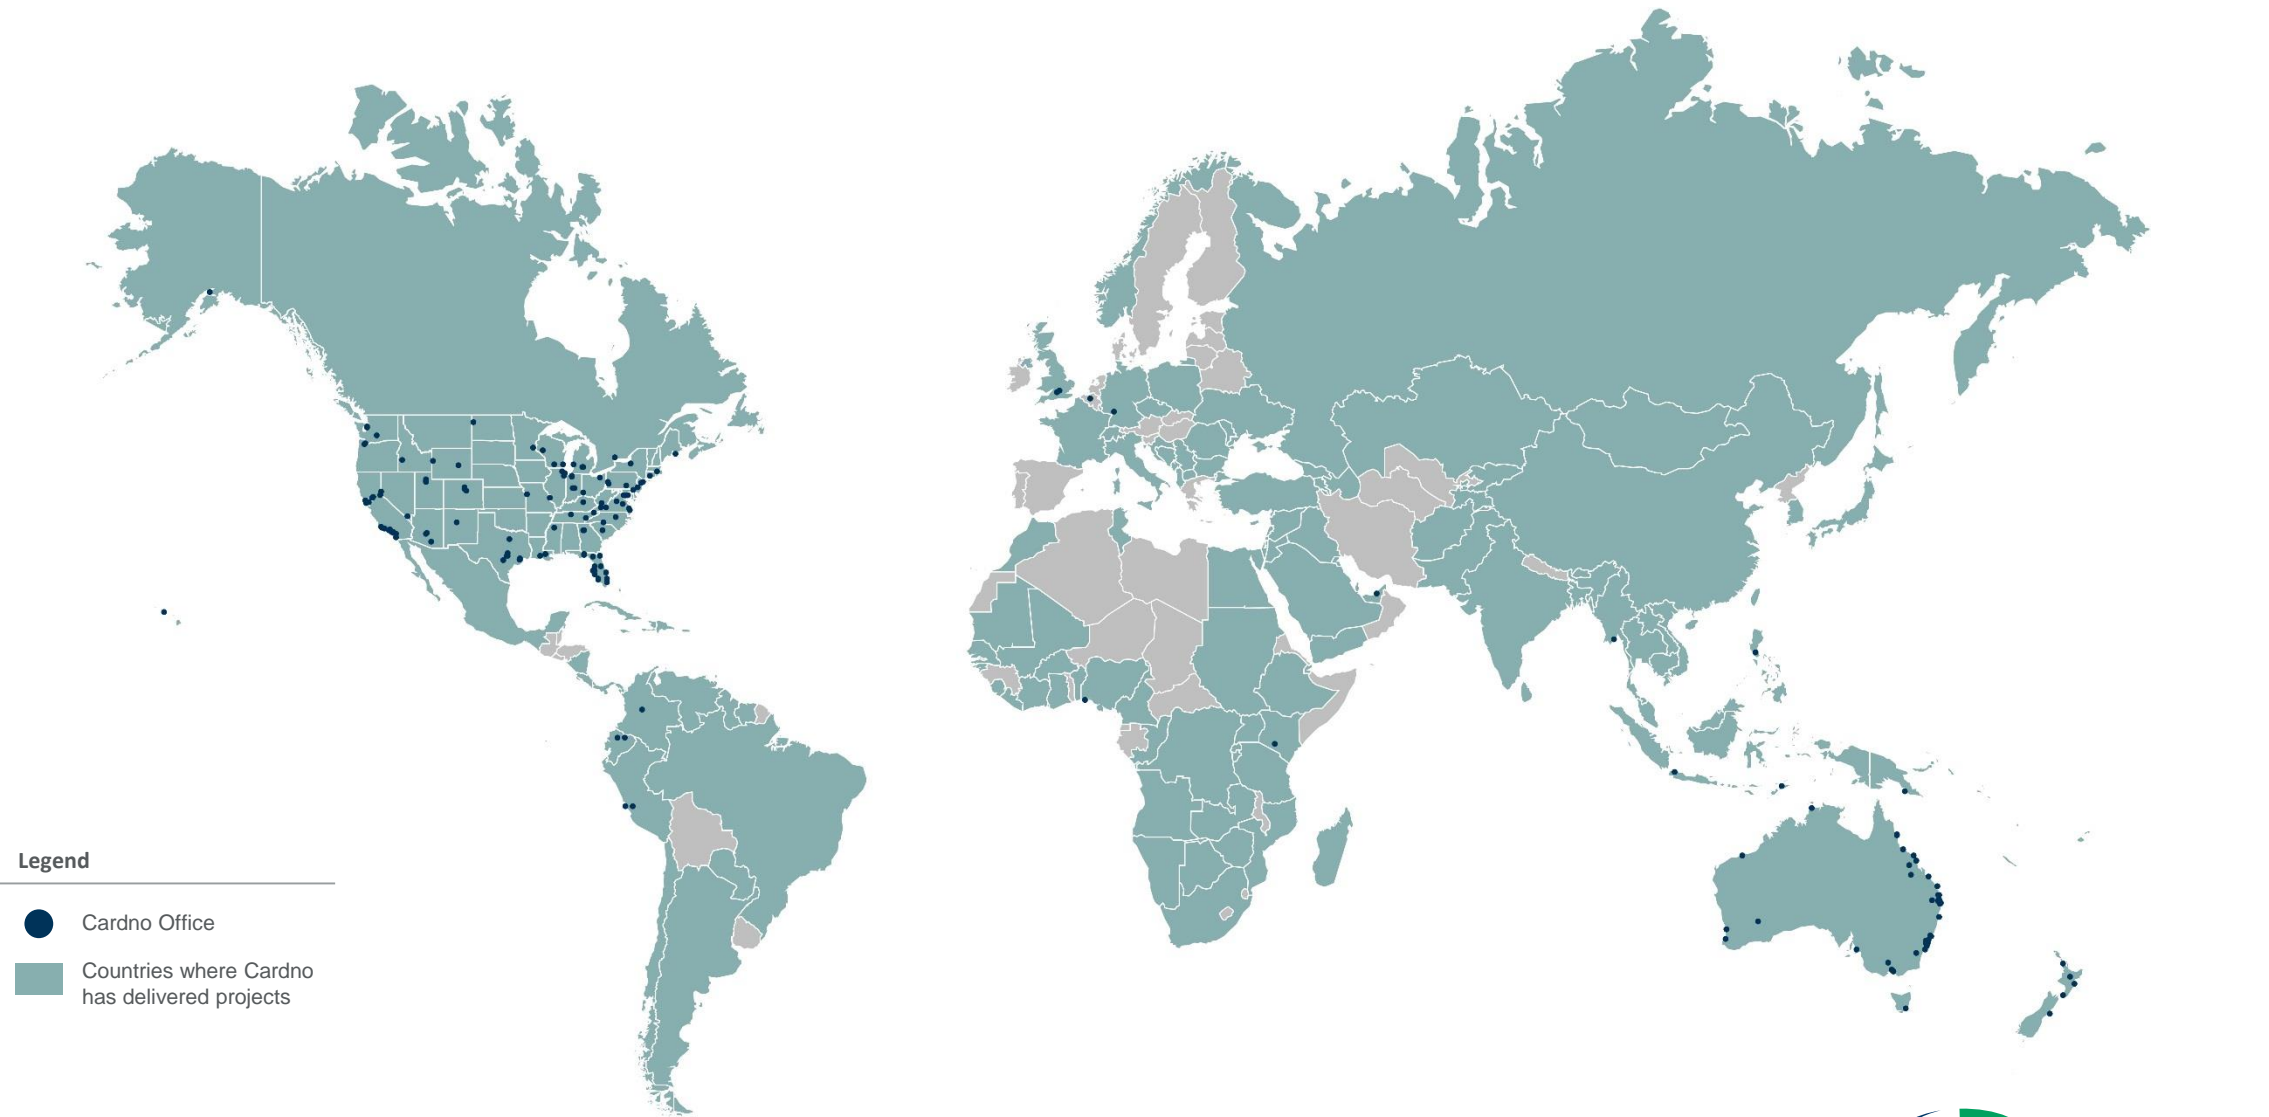 Legend
Cardno Office
Countries where Cardno
has delivered projects